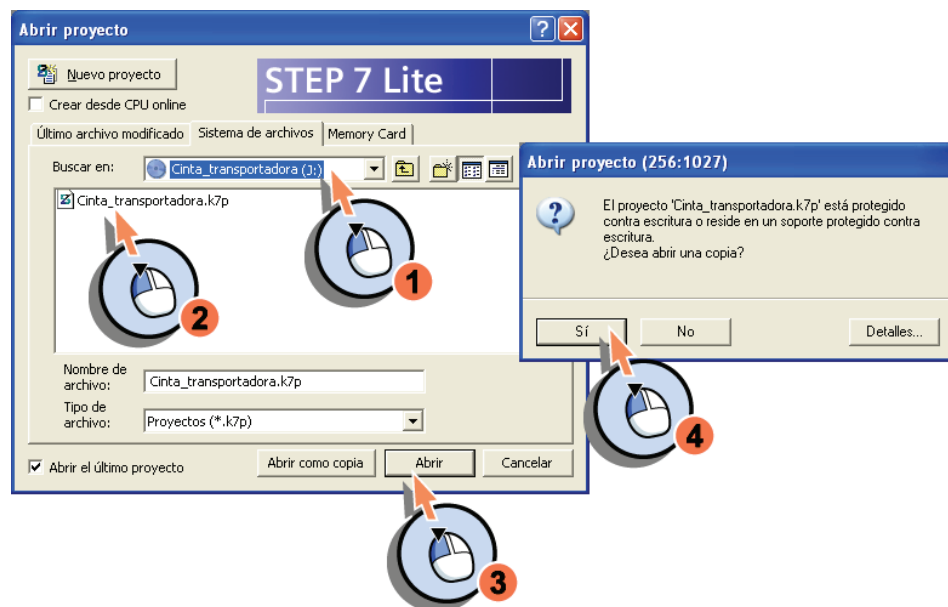 Abrir proyecto
Nuevo proyecto
STEP 7 Lite
Crear desde CPU online
Último archivo modificado Sistema de archivos Memory Card
Buscar en: Cinta_transportadora (J:)
Cinta_transportadora.k7p
1
2
Nombre de archivo: Cinta_transportadora.k7p
Tipo de archivo: Proyectos (*.k7p)
Abrir el último proyecto Abrir como copia Abrir Cancelar
3
Abrir proyecto (256:1027)
El proyecto 'Cinta_transportadora.k7p' está protegido
contra escritura o reside en un soporte protegido contra
escritura.
¿Desea abrir una copia?
Sí No Detalles...
4